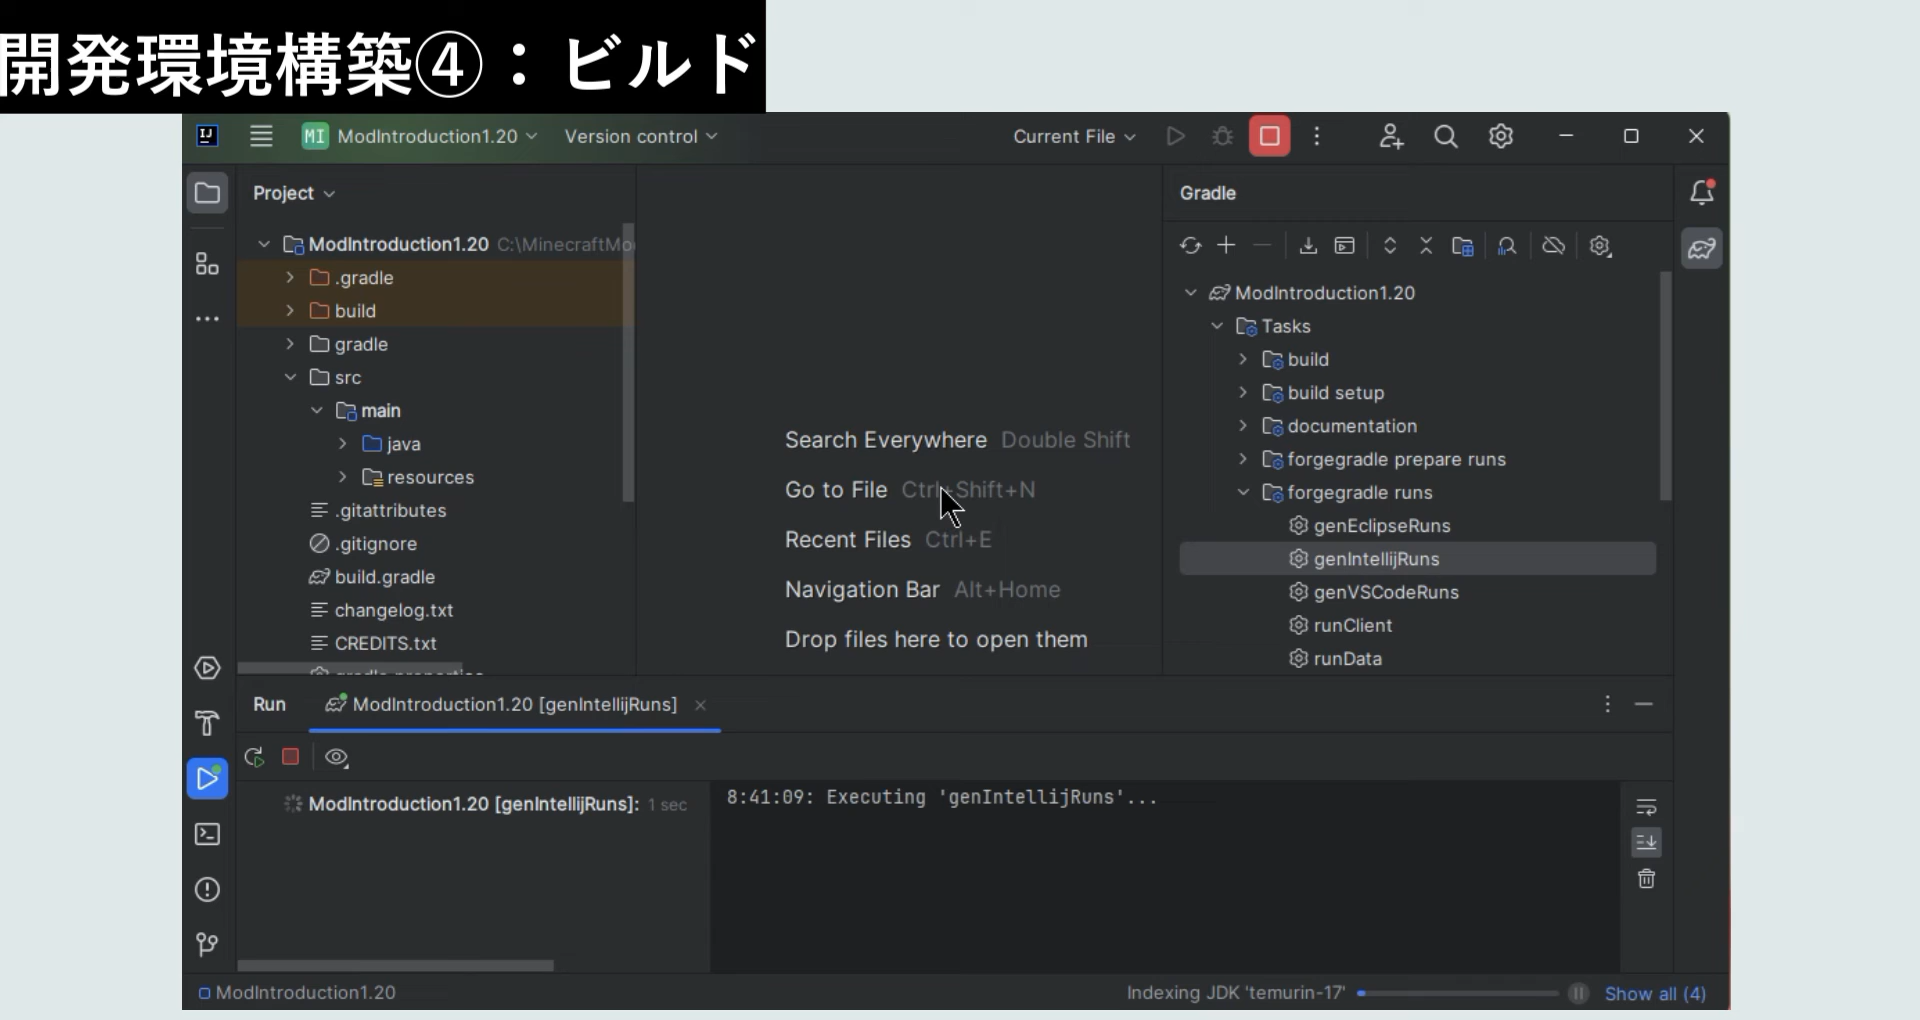 開発環境構築④：ビルド
IJ
MI ModIntroduction1.20
Version control
Current File
Project
ModIntroduction1.20 C:\MinecraftMo
.gradle
build
gradle
src
main
java
resources
.gitattributes
.gitignore
build.gradle
changelog.txt
CREDITS.txt
gradle.properties
Search Everywhere Double Shift
Go to File Ctrl+Shift+N
Recent Files Ctrl+E
Navigation Bar Alt+Home
Drop files here to open them
Gradle
ModIntroduction1.20
Tasks
build
build setup
documentation
forgegradle prepare runs
forgegradle runs
genEclipseRuns
genIntellijRuns
genVSCodeRuns
runClient
runData
Run
ModIntroduction1.20 [genIntellijRuns]
ModIntroduction1.20 [genIntellijRuns]: 1 sec
8:41:09: Executing 'genIntellijRuns'...
ModIntroduction1.20
Indexing JDK 'temurin-17'
Show all (4)